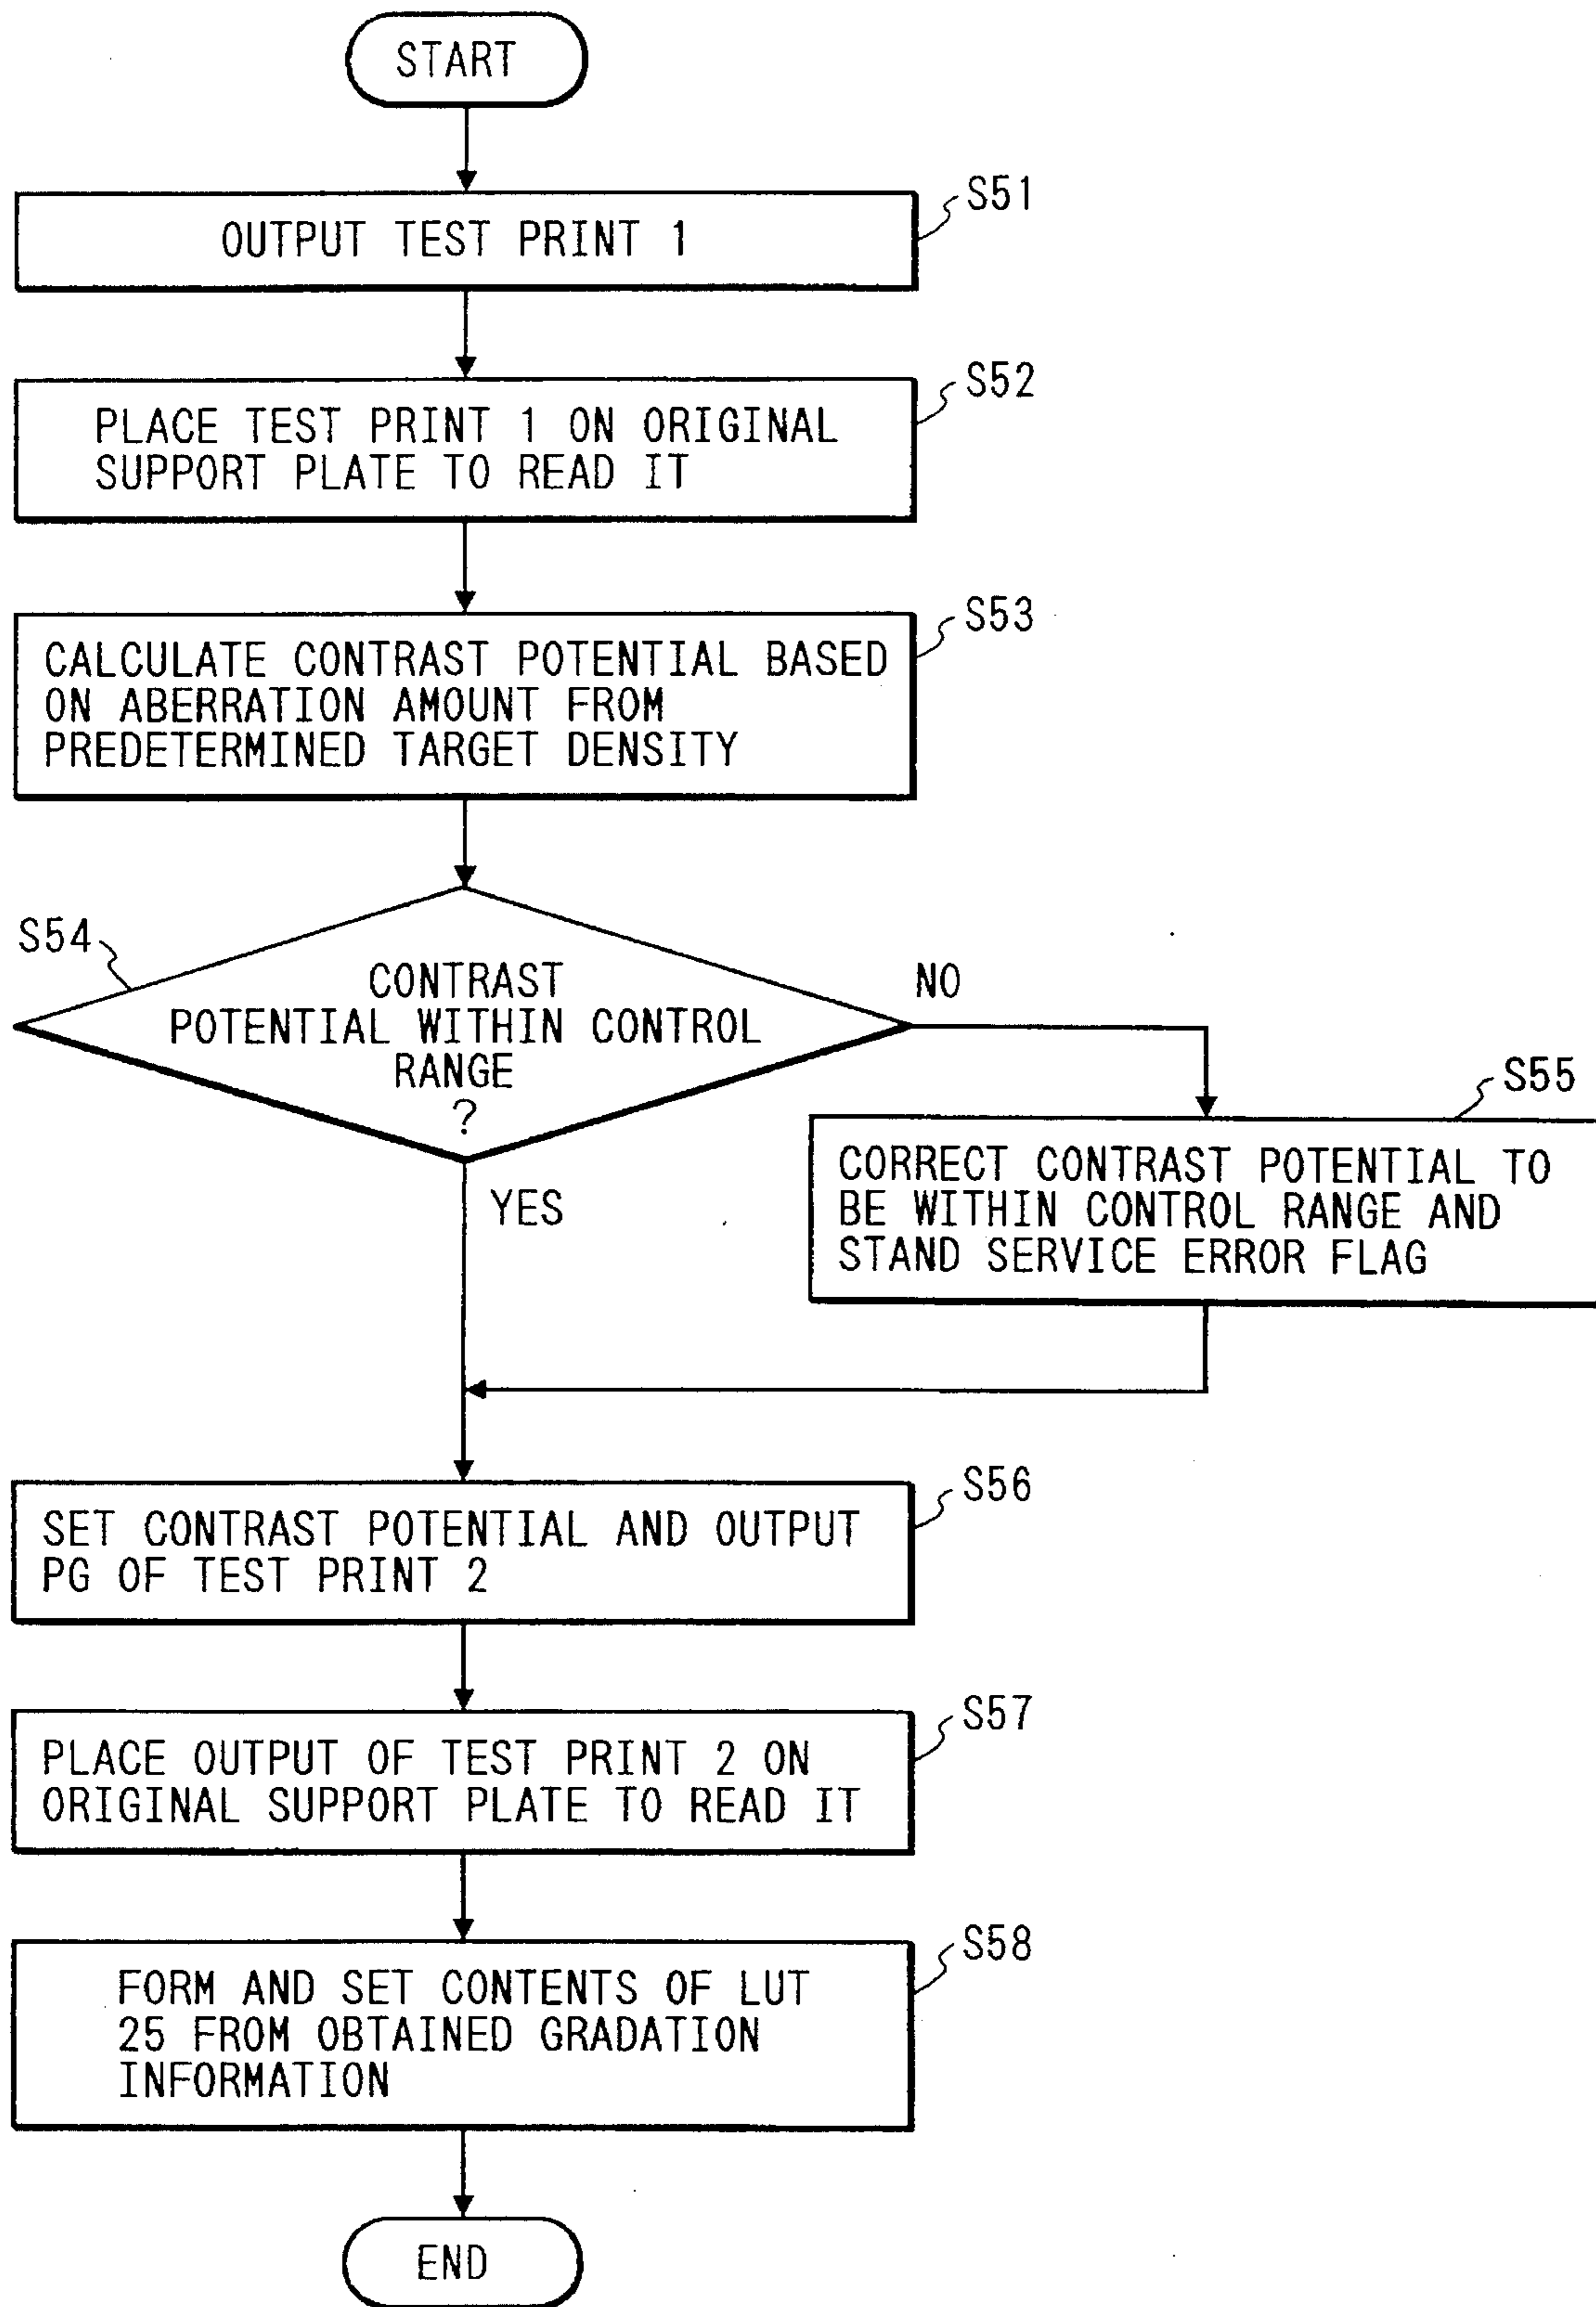 START
S51
OUTPUT TEST PRINT 1
S52
PLACE TEST PRINT 1 ON ORIGINAL
SUPPORT PLATE TO READ IT
S53
CALCULATE CONTRAST POTENTIAL BASED
ON ABERRATION AMOUNT FROM
PREDETERMINED TARGET DENSITY
S54
CONTRAST
POTENTIAL WITHIN CONTROL
RANGE
?
NO
YES
S55
CORRECT CONTRAST POTENTIAL TO
BE WITHIN CONTROL RANGE AND
STAND SERVICE ERROR FLAG
S56
SET CONTRAST POTENTIAL AND OUTPUT
PG OF TEST PRINT 2
S57
PLACE OUTPUT OF TEST PRINT 2 ON
ORIGINAL SUPPORT PLATE TO READ IT
S58
FORM AND SET CONTENTS OF LUT
25 FROM OBTAINED GRADATION
INFORMATION
END